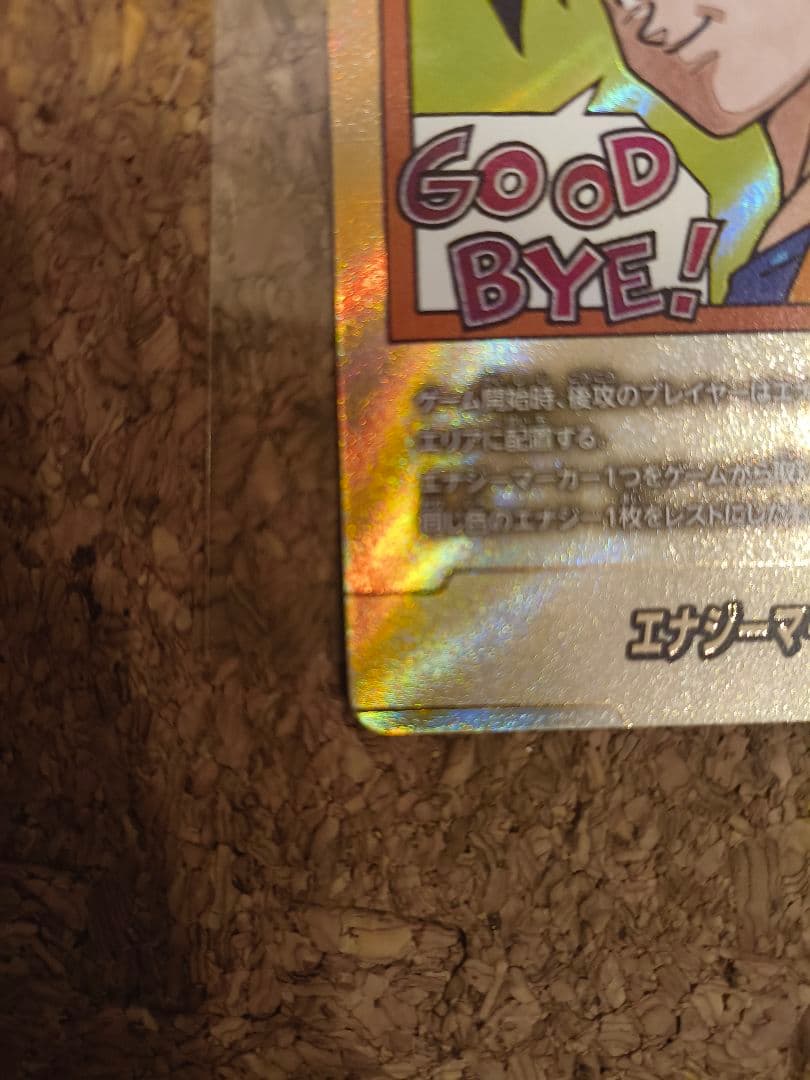 GOOD
BYE!
ゲーム開始時、後攻のプレイヤーはエナ
エリアに配置する。
エナジーマーカー1つをゲームから取
同じ色のエナジー1枚をレストにした
エナジーマ